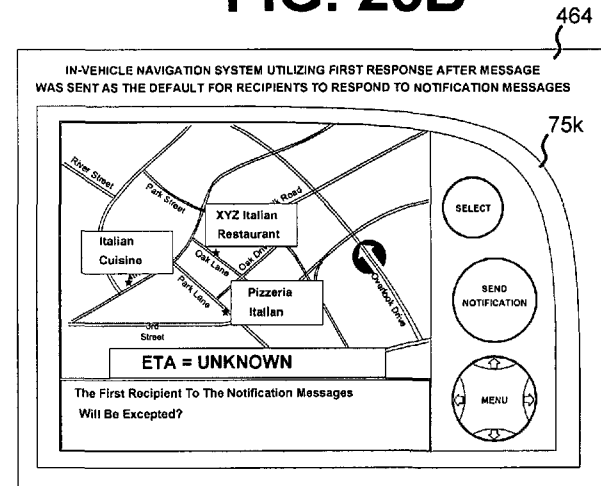 FIG. 20B
464
IN-VEHICLE NAVIGATION SYSTEM UTILIZING FIRST RESPONSE AFTER MESSAGE
WAS SENT AS THE DEFAULT FOR RECIPIENTS TO RESPOND TO NOTIFICATION MESSAGES
75k
River Street
Park Street
Road
XYZ Italian
Restaurant
SELECT
Italian
Cuisine
Oak Lane
Oak Drive
Park Lane
Pizzeria
Italian
Overlook Drive
SEND
NOTIFICATION
3rd
Street
ETA = UNKNOWN
The First Recipient To The Notification Messages
Will Be Excepted?
MENU